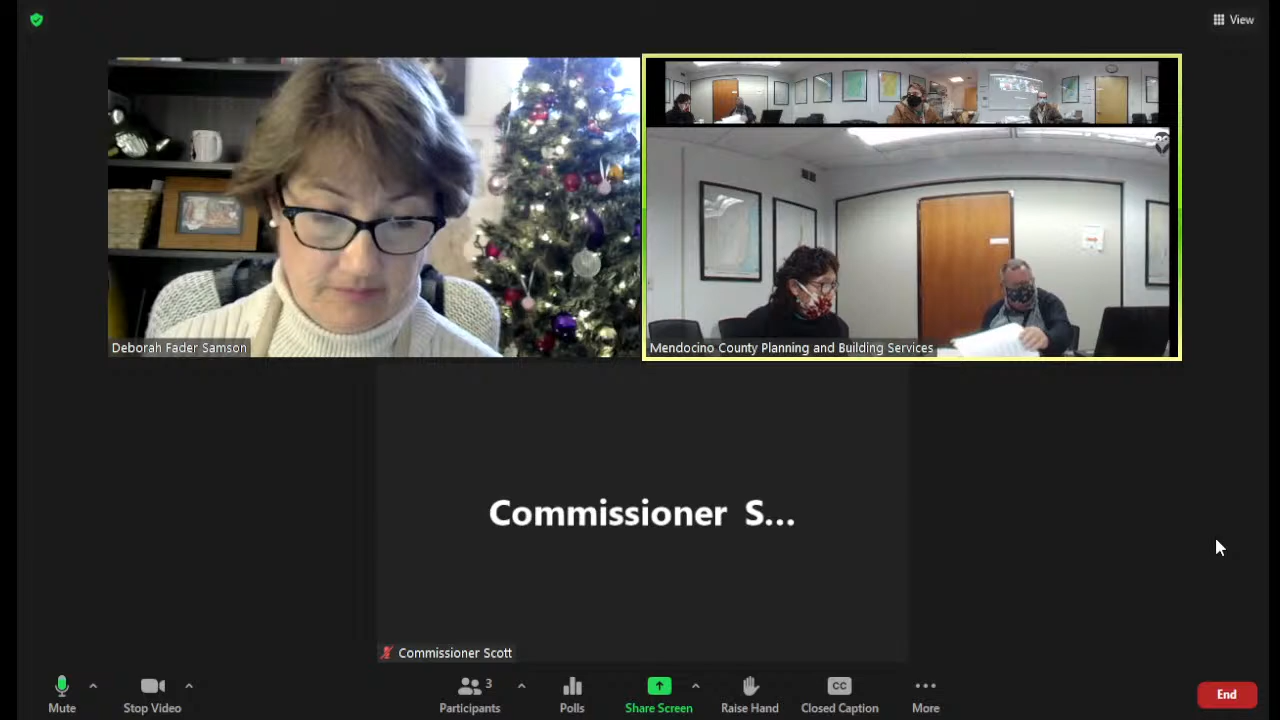 View
Deborah Fader Samson
Mendocino County Planning and Building Services
Commissioner S...
Commissioner Scott
Mute
Stop Video
Participants
3
Polls
Share Screen
Raise Hand
CC
Closed Caption
More
End